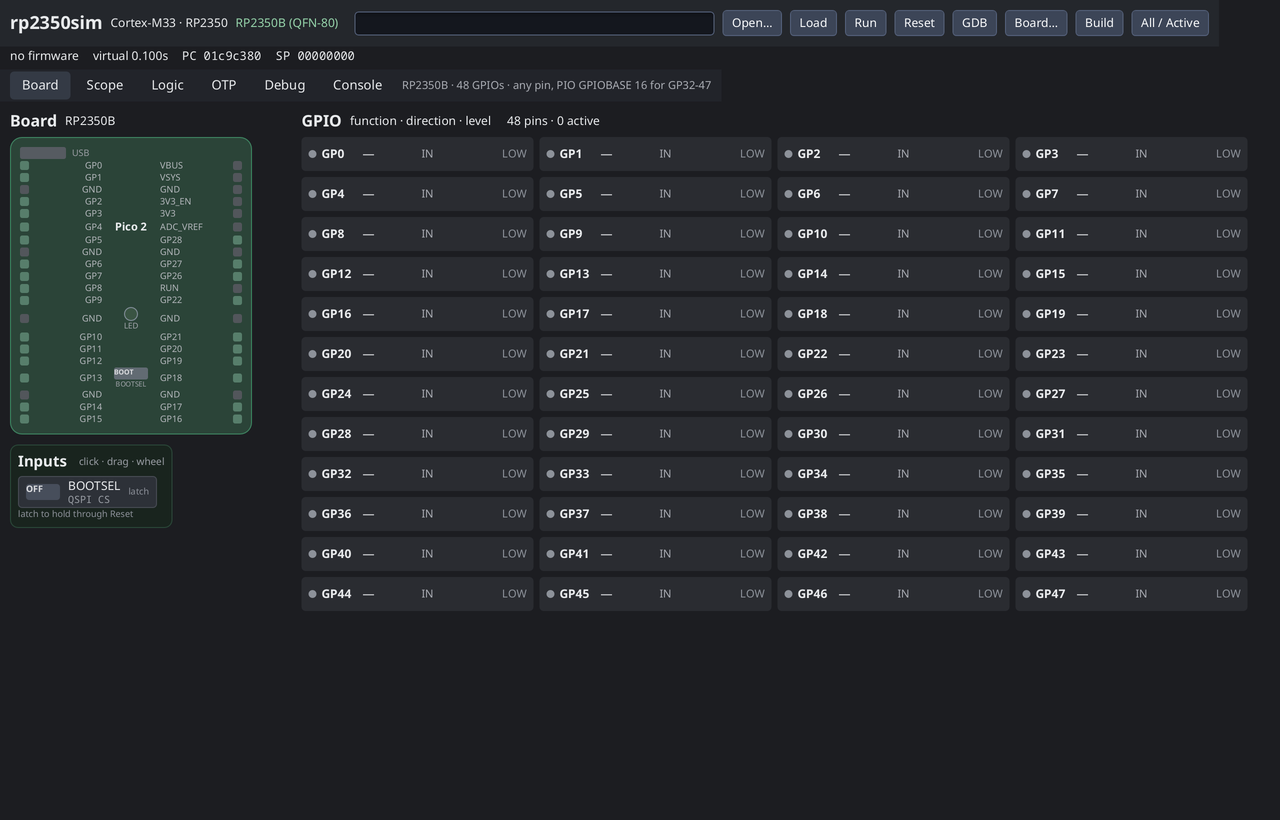 rp2350sim Cortex-M33 · RP2350 RP2350B (QFN-80) Open... Load Run Reset GDB Board... Build All / Active
no firmware virtual 0.100s PC 01c9c380 SP 00000000
Board Scope Logic OTP Debug Console RP2350B · 48 GPIOs · any pin, PIO GPIOBASE 16 for GP32-47
Board RP2350B
USB
GP0 VBUS
GP1 VSYS
GND GND
GP2 3V3_EN
GP3 3V3
GP4 Pico 2 ADC_VREF
GP5 GP28
GND GND
GP6 GP27
GP7 GP26
GP8 RUN
GP9 GP22
GND GND
LED
GP10 GP21
GP11 GP20
GP12 GP19
BOOT
GP13 GP18
BOOTSEL
GND GND
GP14 GP17
GP15 GP16
Inputs click · drag · wheel
OFF BOOTSEL latch
QSPI CS
latch to hold through Reset
GPIO function · direction · level 48 pins · 0 active
GP0 — IN LOW GP1 — IN LOW GP2 — IN LOW GP3 — IN LOW
GP4 — IN LOW GP5 — IN LOW GP6 — IN LOW GP7 — IN LOW
GP8 — IN LOW GP9 — IN LOW GP10 — IN LOW GP11 — IN LOW
GP12 — IN LOW GP13 — IN LOW GP14 — IN LOW GP15 — IN LOW
GP16 — IN LOW GP17 — IN LOW GP18 — IN LOW GP19 — IN LOW
GP20 — IN LOW GP21 — IN LOW GP22 — IN LOW GP23 — IN LOW
GP24 — IN LOW GP25 — IN LOW GP26 — IN LOW GP27 — IN LOW
GP28 — IN LOW GP29 — IN LOW GP30 — IN LOW GP31 — IN LOW
GP32 — IN LOW GP33 — IN LOW GP34 — IN LOW GP35 — IN LOW
GP36 — IN LOW GP37 — IN LOW GP38 — IN LOW GP39 — IN LOW
GP40 — IN LOW GP41 — IN LOW GP42 — IN LOW GP43 — IN LOW
GP44 — IN LOW GP45 — IN LOW GP46 — IN LOW GP47 — IN LOW